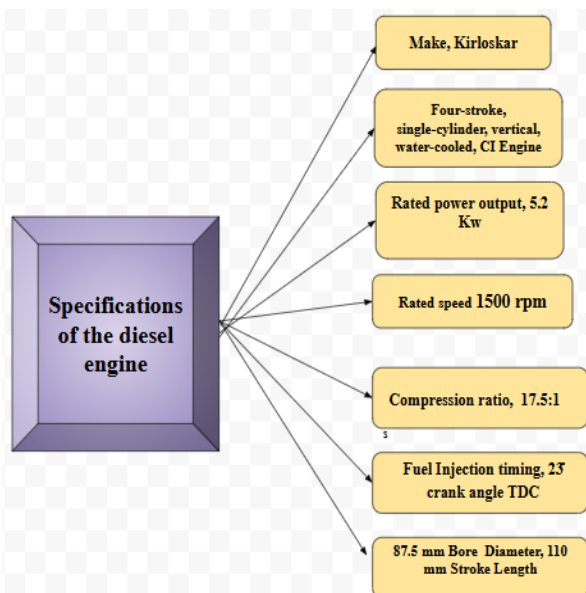 Make, Kirloskar
Four-stroke,
single-cylinder, vertical,
water-cooled, CI Engine
Rated power output, 5.2
Kw
Specifications
of the diesel
engine
Rated speed 1500 rpm
Compression ratio, 17.5:1
s
Fuel Injection timing, 23°
crank angle TDC
87.5 mm Bore Diameter, 110
mm Stroke Length